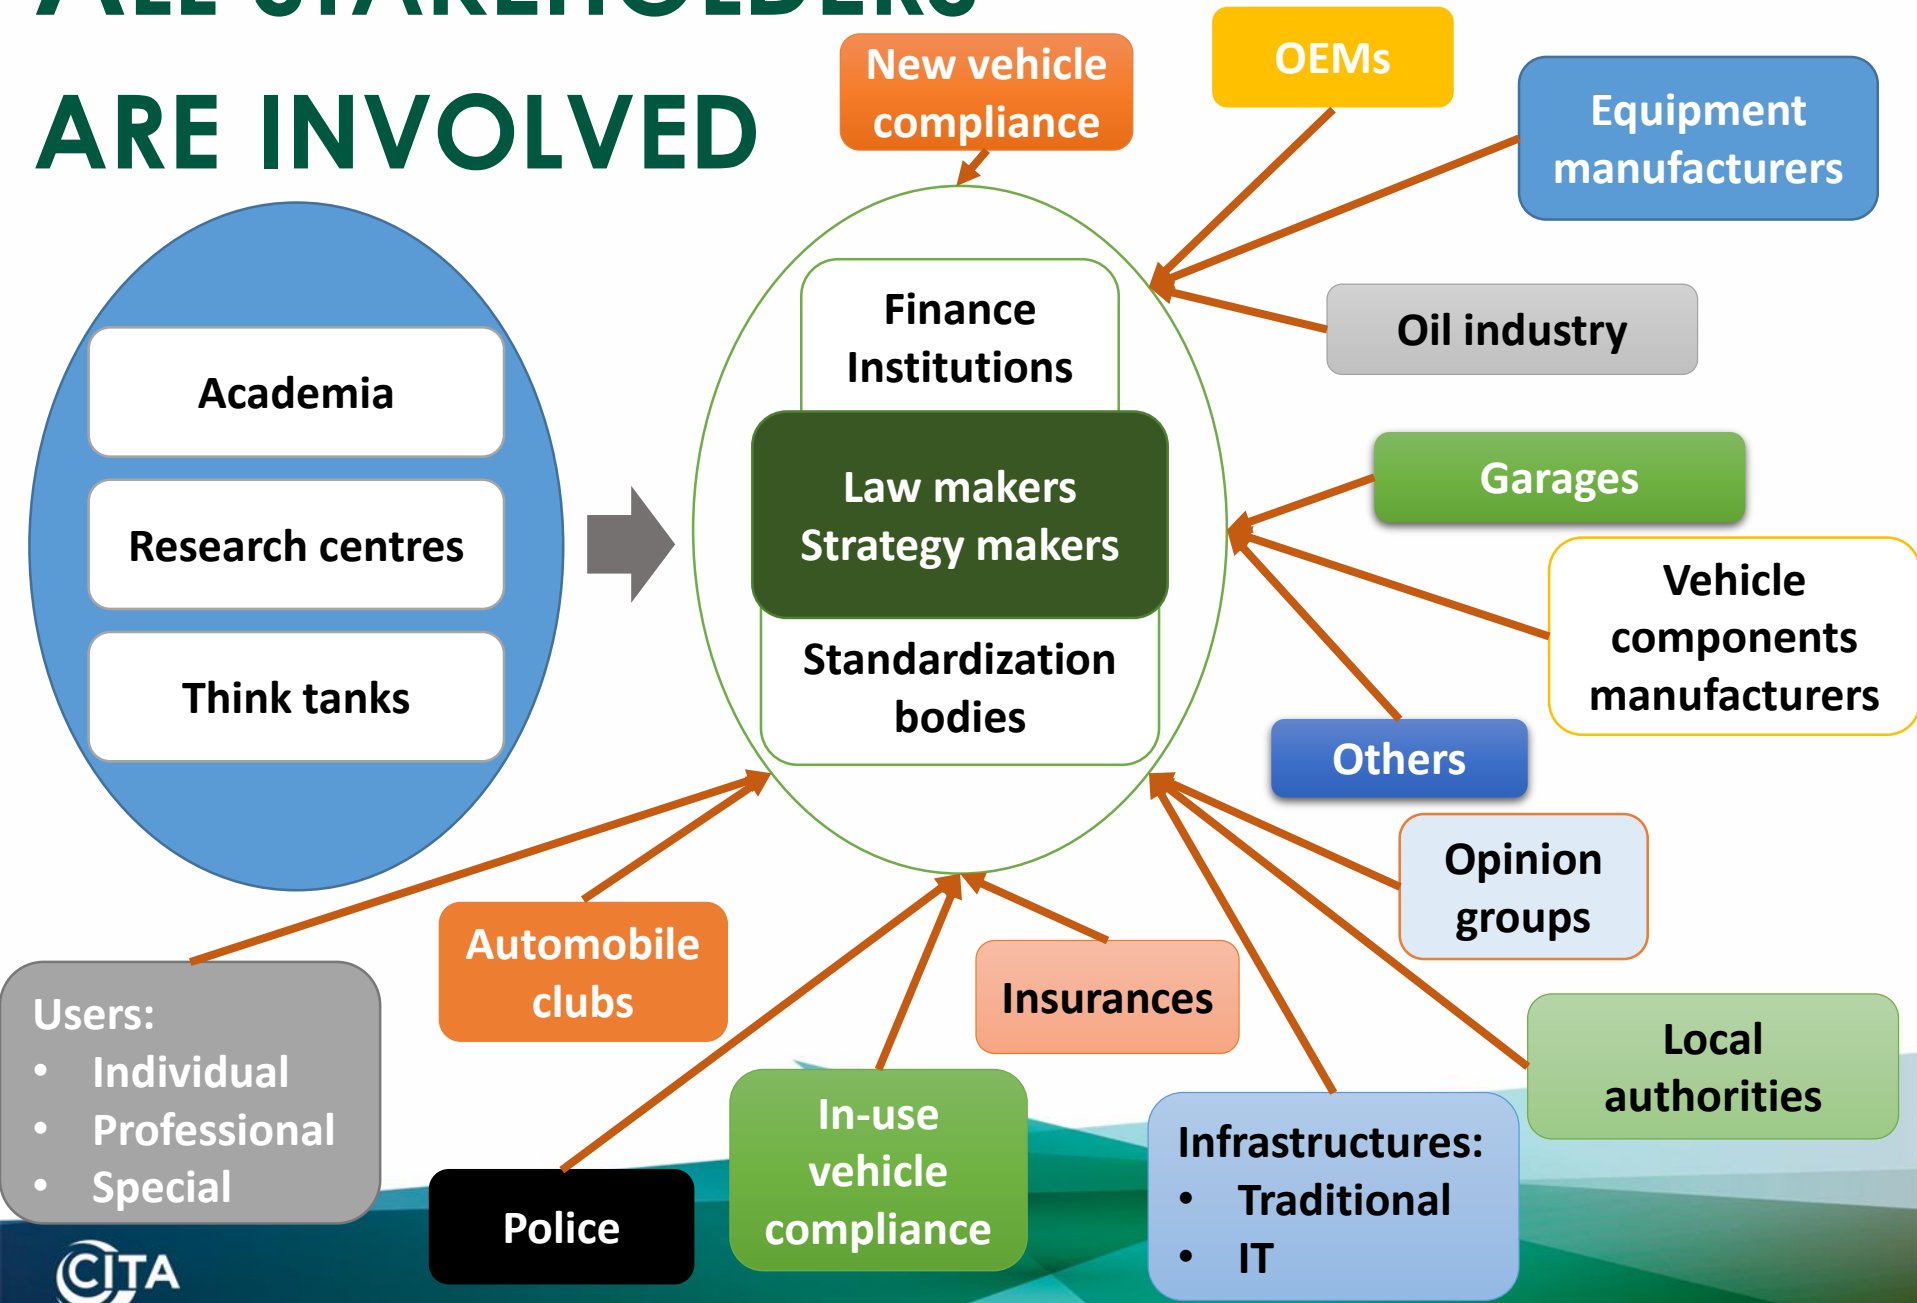 ALL STAKEHOLDERS
ARE INVOLVED
New vehicle
compliance
OEMs
Equipment
manufacturers
Oil industry
Academia
Research centres
Think tanks
Finance
Institutions
Law makers
Strategy makers
Standardization
bodies
Garages
Vehicle
components
manufacturers
Others
Opinion
groups
Local
authorities
Users:
• Individual
• Professional
• Special
Automobile
clubs
Police
In-use
vehicle
compliance
Insurances
Infrastructures:
• Traditional
• IT
CITA